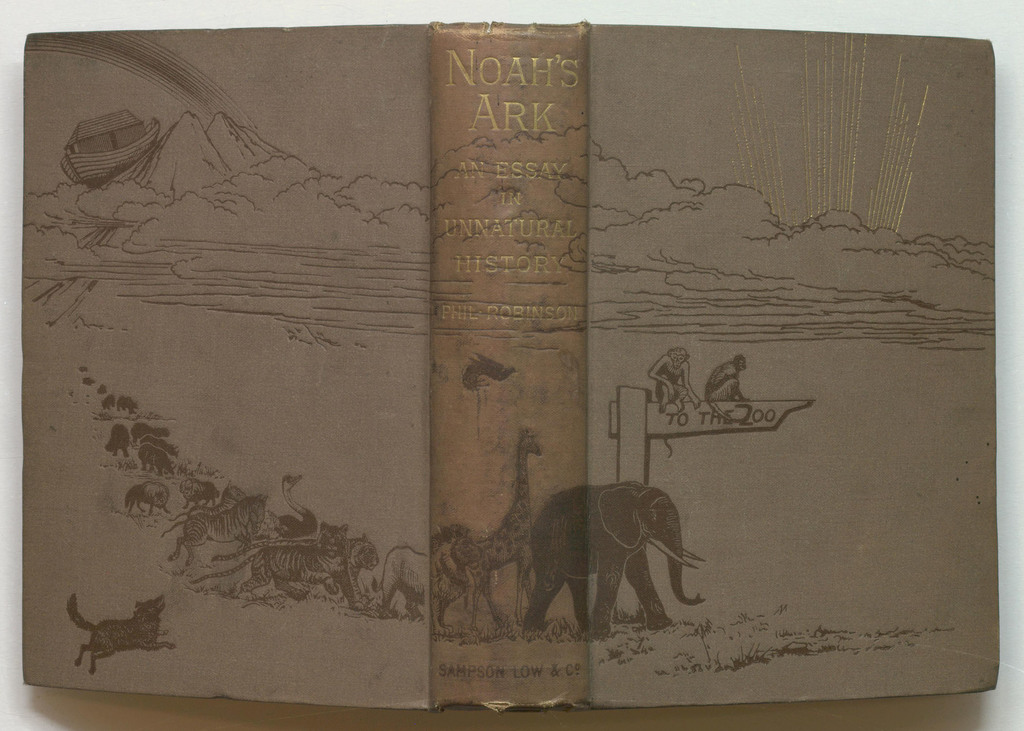 NOAH'S
ARK
AN ESSAY
IN
UNNATURAL
HISTORY
PHIL ROBINSON
SAMPSON LOW & Co
TO THE ZOO